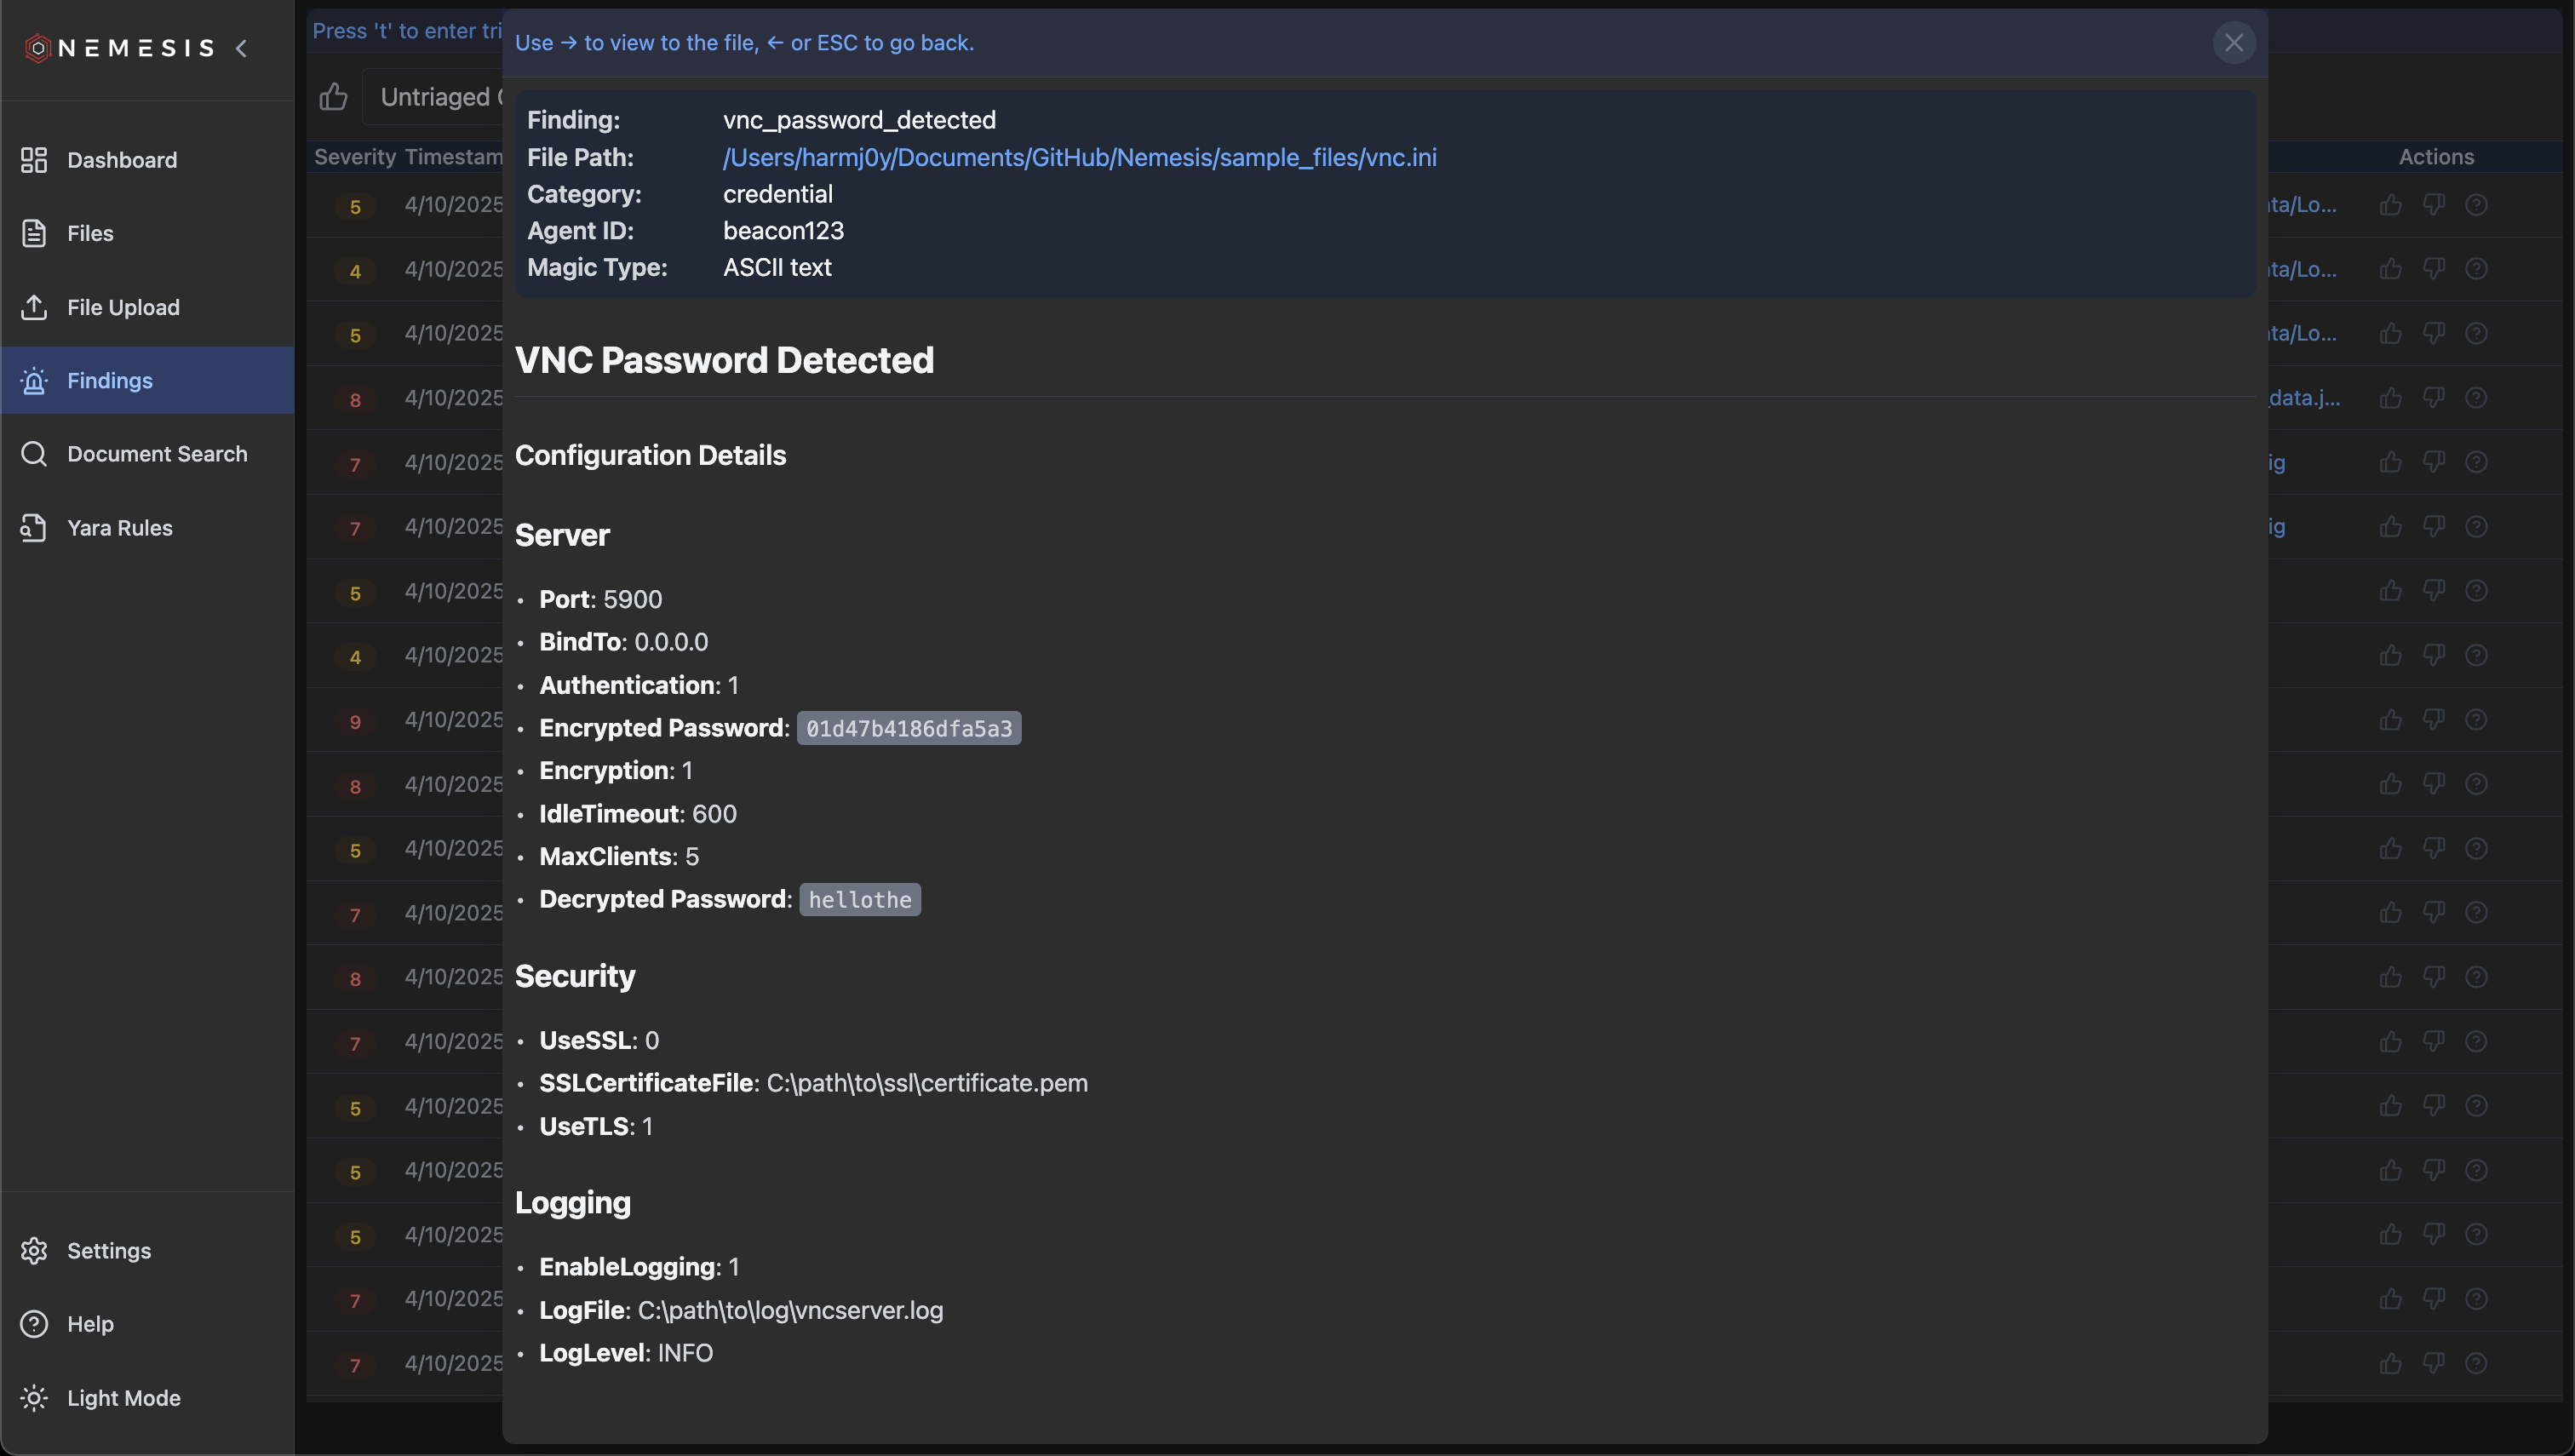 NEMESIS
Dashboard
Files
File Upload
Findings
Document Search
Yara Rules
Settings
Help
Light Mode
Press 't' to enter tri
Untriaged
Severity Timestam
5 4/10/2025
4 4/10/2025
5 4/10/2025
8 4/10/2025
7 4/10/2025
7 4/10/2025
5 4/10/2025
4 4/10/2025
9 4/10/2025
8 4/10/2025
5 4/10/2025
7 4/10/2025
8 4/10/2025
7 4/10/2025
5 4/10/2025
5 4/10/2025
5 4/10/2025
7 4/10/2025
7 4/10/2025
Use → to view to the file, ← or ESC to go back.
Finding: vnc_password_detected
File Path: /Users/harmj0y/Documents/GitHub/Nemesis/sample_files/vnc.ini
Category: credential
Agent ID: beacon123
Magic Type: ASCII text
VNC Password Detected
Configuration Details
Server
• Port: 5900
• BindTo: 0.0.0.0
• Authentication: 1
• Encrypted Password: 01d47b4186dfa5a3
• Encryption: 1
• IdleTimeout: 600
• MaxClients: 5
• Decrypted Password: hellothe
Security
• UseSSL: 0
• SSLCertificateFile: C:\path\to\ssl\certificate.pem
• UseTLS: 1
Logging
• EnableLogging: 1
• LogFile: C:\path\to\log\vncserver.log
• LogLevel: INFO
Actions
ta/Lo...
ta/Lo...
ta/Lo...
data.j...
ig
ig